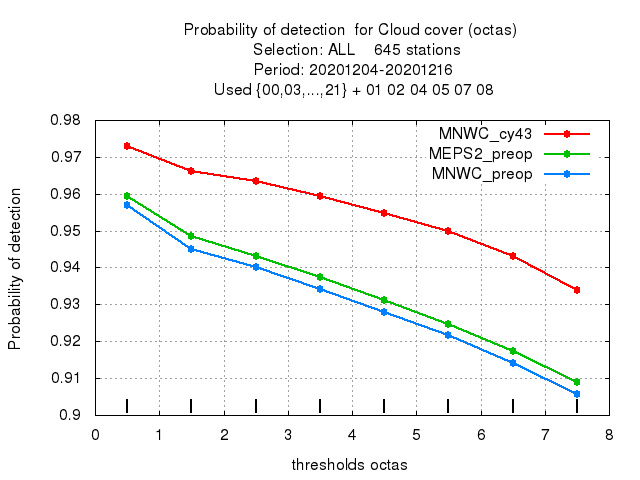 Probability of detection  for Cloud cover (octas)
Selection: ALL    645 stations
Period: 20201204-20201216
Used {00,03,...,21} + 01 02 04 05 07 08
MNWC_cy43
MEPS2_preop
MNWC_preop
Probability of detection
0.98
0.97
0.96
0.95
0.94
0.93
0.92
0.91
0.9
0 1 2 3 4 5 6 7 8
thresholds octas